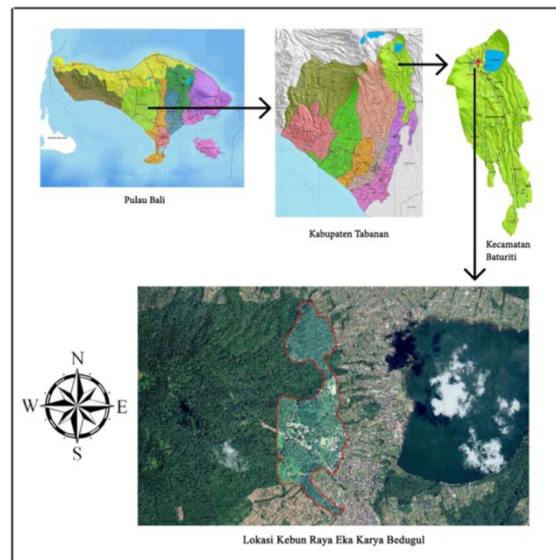 Pulau Bali
Kabupaten Tabanan
Kecamatan
Baturiti
N
W
E
S
Lokasi Kebun Raya Eka Karya Bedugul